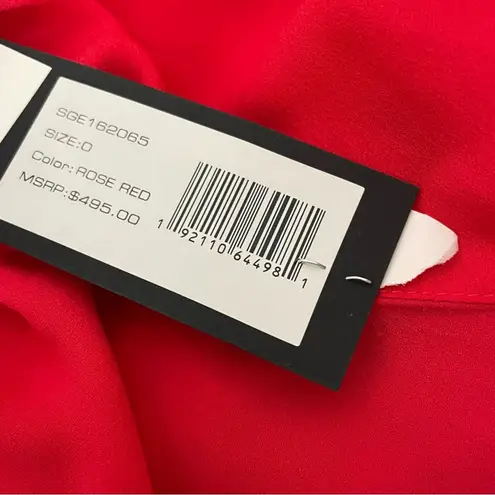 SGE162065
SIZE:0
Color: ROSE RED
MSRP:$495.00
1 92110 64498 1